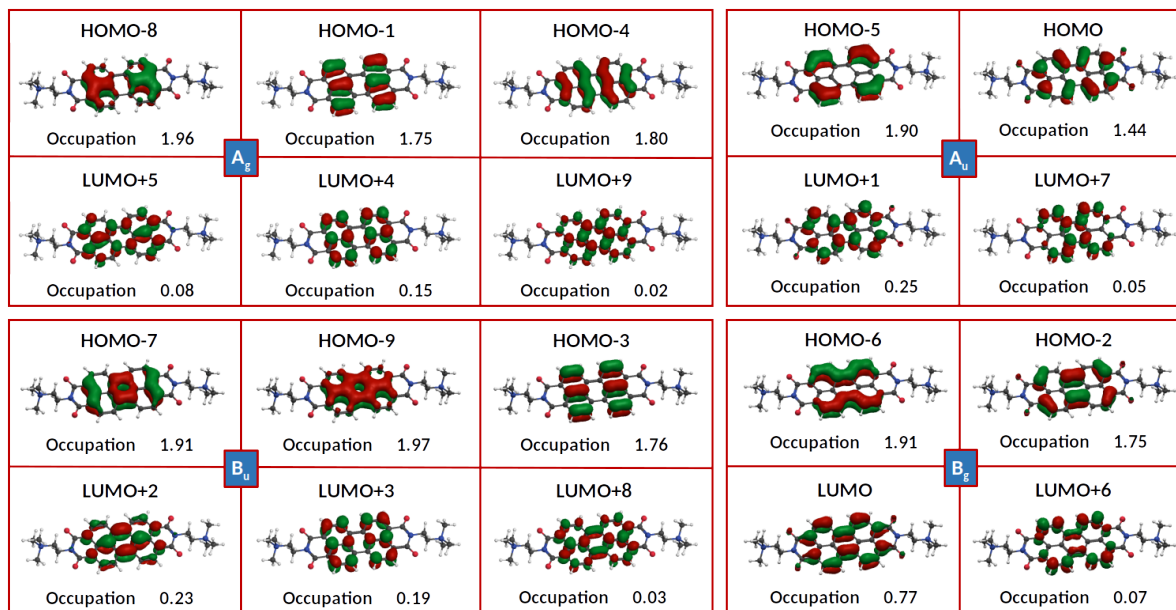 HOMO-8 HOMO-1 HOMO-4
Occupation 1.96 Occupation 1.75 Occupation 1.80
Ag
LUMO+5 LUMO+4 LUMO+9
Occupation 0.08 Occupation 0.15 Occupation 0.02
HOMO-5 HOMO
Occupation 1.90 Occupation 1.44
Au
LUMO+1 LUMO+7
Occupation 0.25 Occupation 0.05
HOMO-7 HOMO-9 HOMO-3
Occupation 1.91 Occupation 1.97 Occupation 1.76
Bu
LUMO+2 LUMO+3 LUMO+8
Occupation 0.23 Occupation 0.19 Occupation 0.03
HOMO-6 HOMO-2
Occupation 1.91 Occupation 1.75
Bg
LUMO LUMO+6
Occupation 0.77 Occupation 0.07